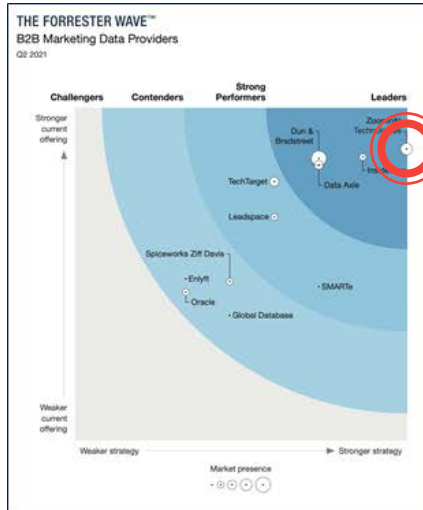 THE FORRESTER WAVE™
B2B Marketing Data Providers
Q2 2021
Challengers
Contenders
Strong
Performers
Leaders
Stronger
current
offering
Dun &
Bradstreet
TechTarget
Data Axle
Leadspace
Spiceworks Ziff Davis
Enlyft
Oracle
SMARTe
Global Database
Weaker
current
offering
Weaker strategy
Stronger strategy
Market presence